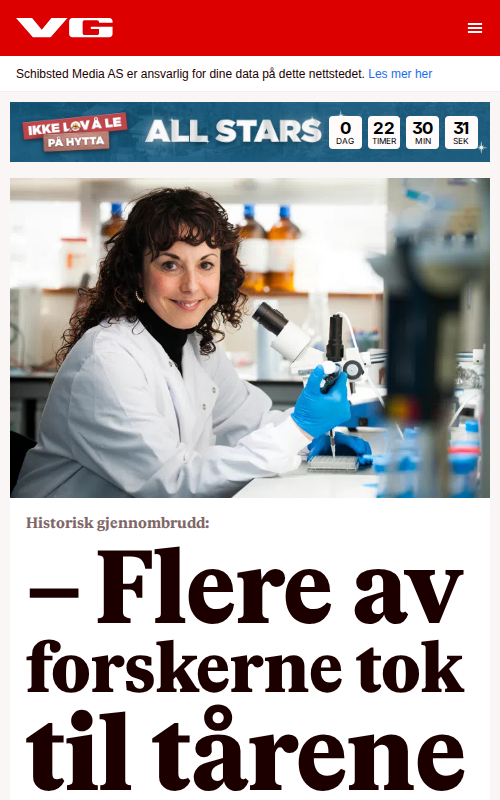 VG
Schibsted Media AS er ansvarlig for dine data på dette nettstedet. Les mer her
IKKE LOV Å LE
PÅ HYTTA
ALL STARS
0 22 30 31
DAG TIMER MIN SEK
Historisk gjennombrudd:
– Flere av
forskerne tok
til tårene